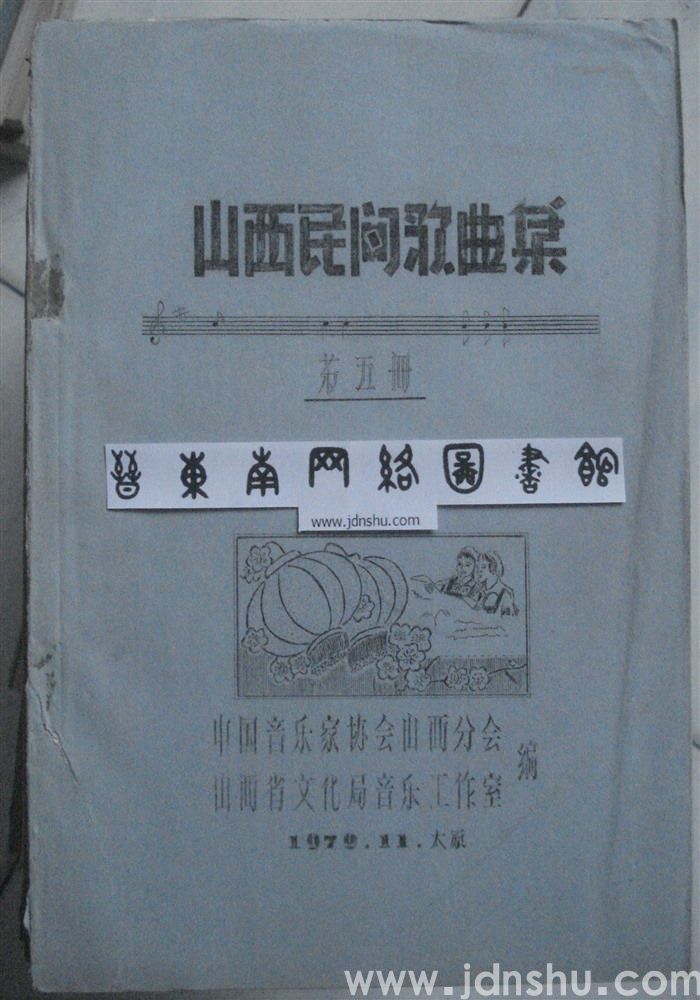 山西民间歌曲集
第五册
晉東南网络圖書館
www.jdnshu.com
中国音乐家协会山西分会
山西省文化局音乐工作室
编
1979.11.太原
www.jdnshu.com